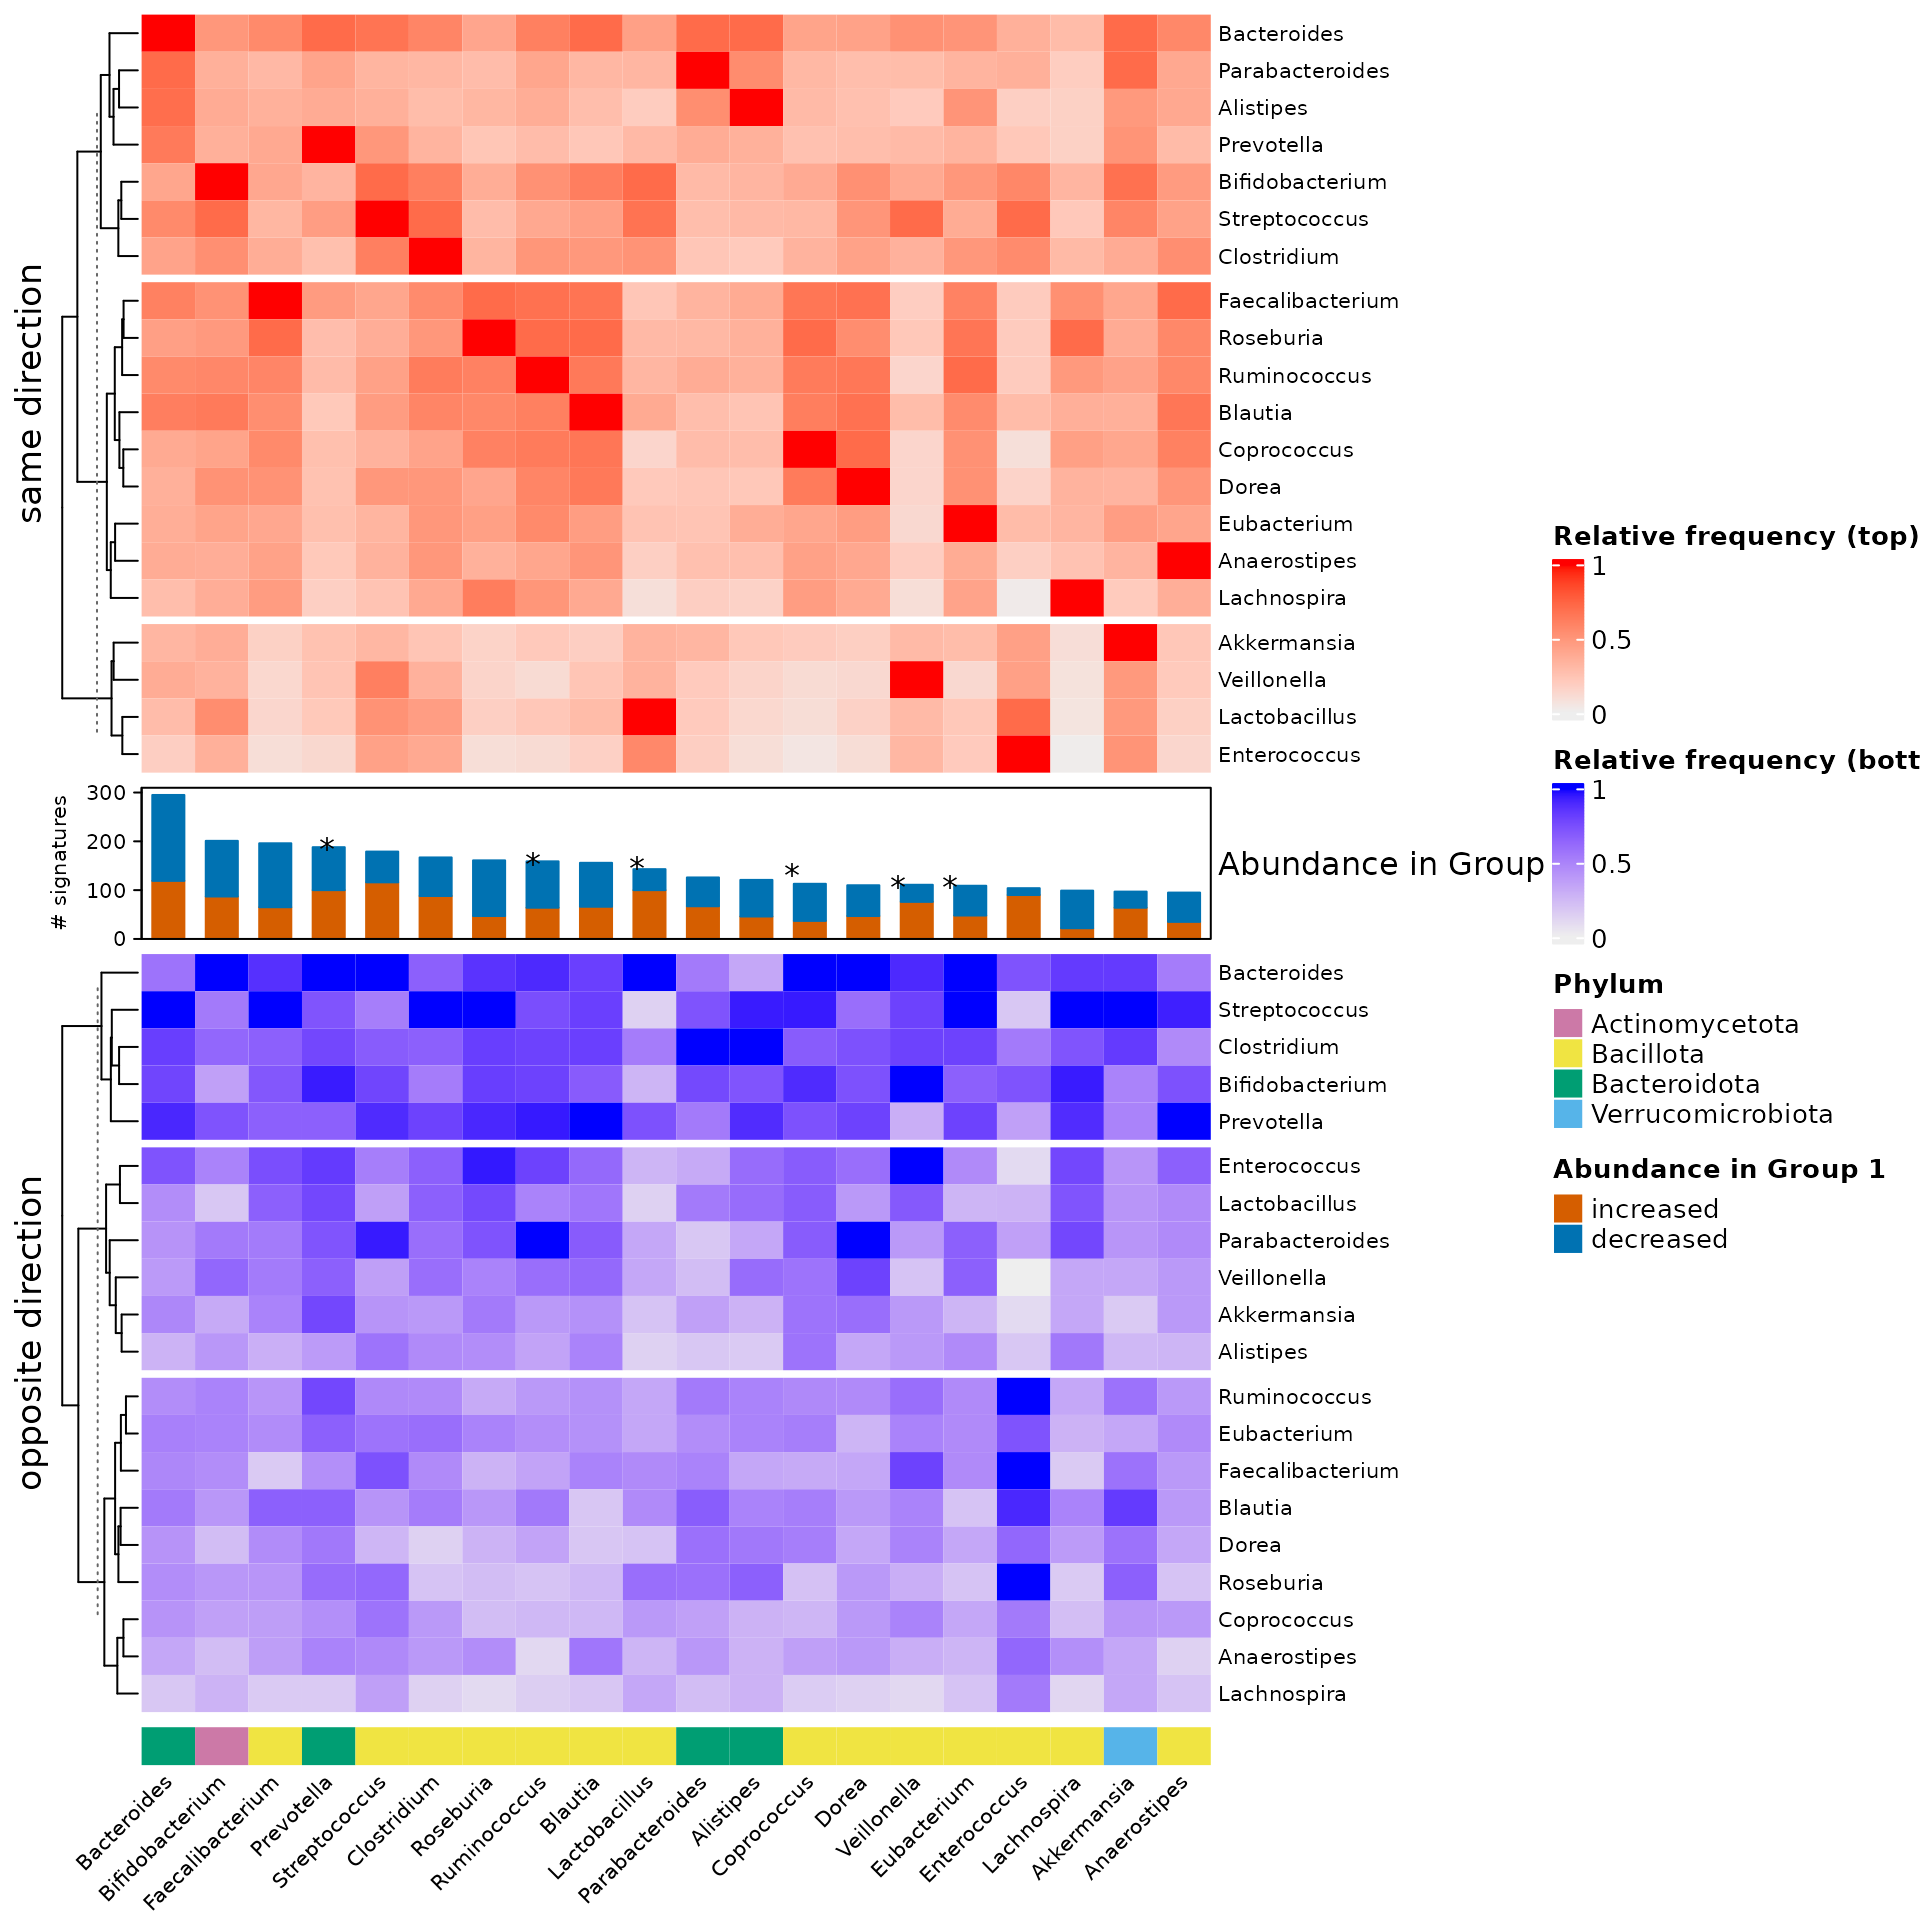 same direction
Bacteroides
Parabacteroides
Alistipes
Prevotella
Bifidobacterium
Streptococcus
Clostridium
Faecalibacterium
Roseburia
Ruminococcus
Blautia
Coprococcus
Dorea
Eubacterium
Anaerostipes
Lachnospira
Akkermansia
Veillonella
Lactobacillus
Enterococcus
# signatures
300
200
100
0
* * * * * *
Abundance in Group
opposite direction
Bacteroides
Streptococcus
Clostridium
Bifidobacterium
Prevotella
Enterococcus
Lactobacillus
Parabacteroides
Veillonella
Akkermansia
Alistipes
Ruminococcus
Eubacterium
Faecalibacterium
Blautia
Dorea
Roseburia
Coprococcus
Anaerostipes
Lachnospira
Bacteroides
Bifidobacterium
Faecalibacterium
Prevotella
Streptococcus
Clostridium
Roseburia
Ruminococcus
Blautia
Lactobacillus
Parabacteroides
Alistipes
Coprococcus
Dorea
Veillonella
Eubacterium
Enterococcus
Lachnospira
Akkermansia
Anaerostipes
Relative frequency (top)
1
0.5
0
Relative frequency (bott
1
0.5
0
Phylum
Actinomycetota
Bacillota
Bacteroidota
Verrucomicrobiota
Abundance in Group 1
increased
decreased